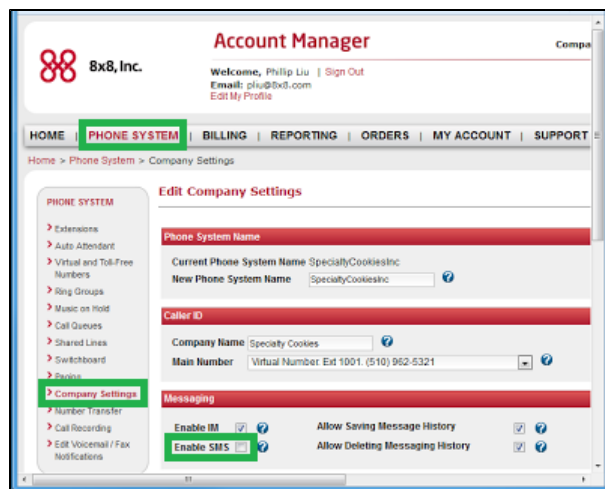 Account Manager
Compa
8x8, Inc.
Welcome, Phillip Liu | Sign Out
Email: pliu@8x8.com
Edit My Profile
HOME | PHONE SYSTEM | BILLING | REPORTING | ORDERS | MY ACCOUNT | SUPPORT
Home > Phone System > Company Settings
PHONE SYSTEM
Extensions
Auto Attendant
Virtual and Toll-Free
Numbers
Ring Groups
Music on Hold
Call Queues
Shared Lines
Switchboard
Paging
Company Settings
Number Transfer
Call Recording
Edit Voicemail / Fax
Notifications
Edit Company Settings
Phone System Name
Current Phone System Name SpecialtyCookiesInc
New Phone System Name SpecialtyCookiesInc
Caller ID
Company Name Specialty Cookies
Main Number Virtual Number. Ext 1001. (510) 962-5321
Messaging
Enable IM Allow Saving Message History
Enable SMS Allow Deleting Messaging History